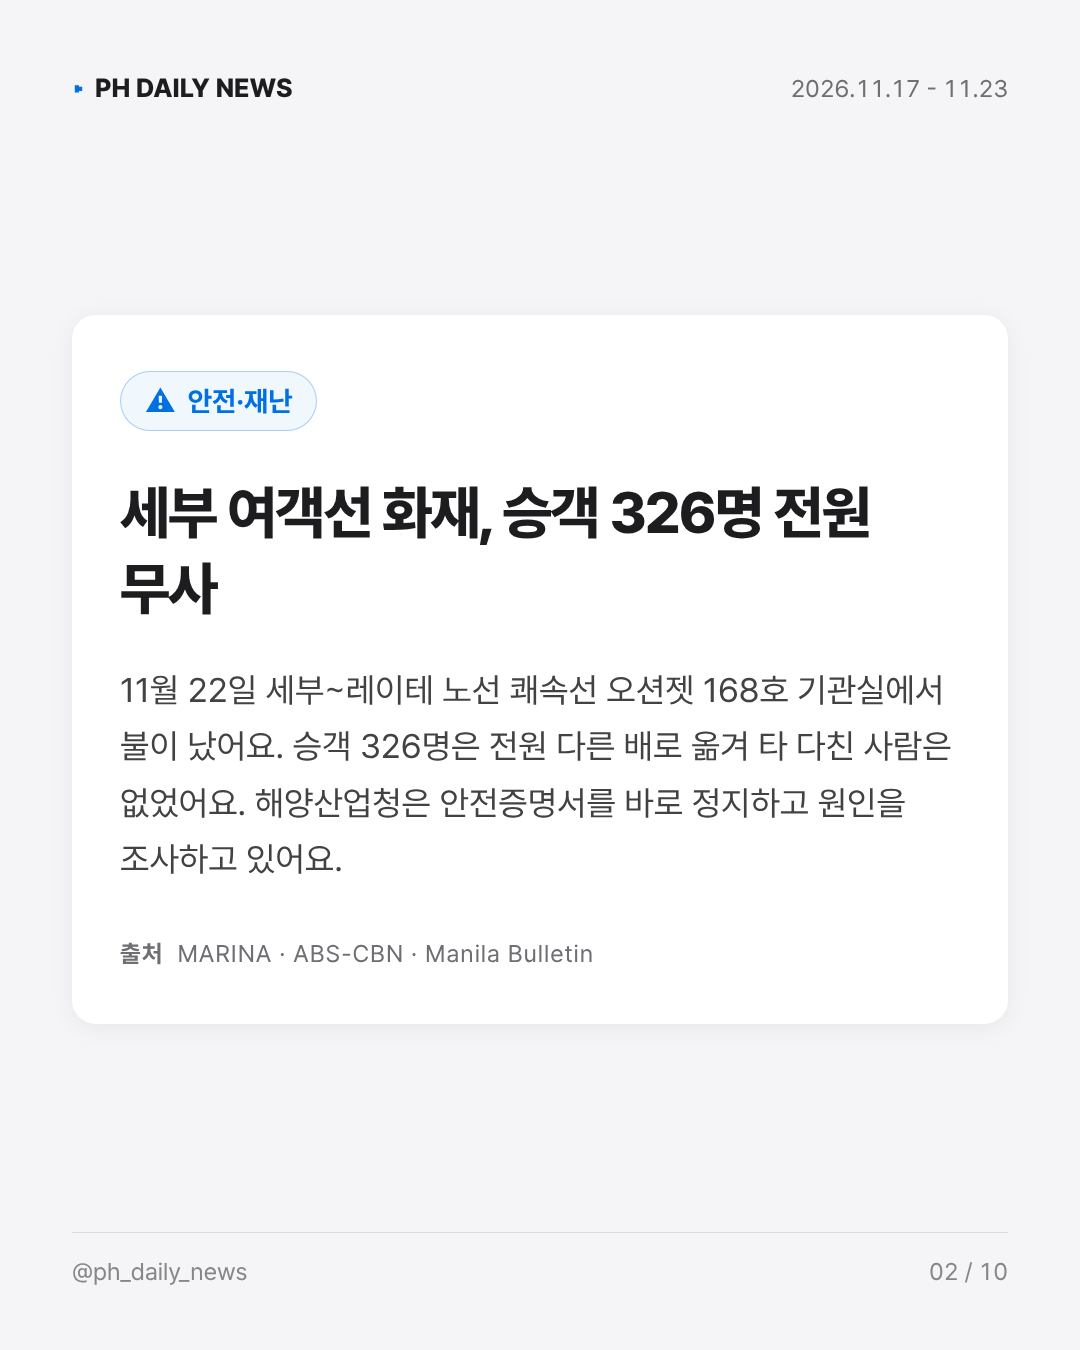 PH DAILY NEWS
2026.11.17 - 11.23
안전·재난
세부 여객선 화재, 승객 326명 전원
무사
11월 22일 세부~레이테 노선 쾌속선 오션젯 168호 기관실에서
불이 났어요. 승객 326명은 전원 다른 배로 옮겨 타 다친 사람은
없었어요. 해양산업청은 안전증명서를 바로 정지하고 원인을
조사하고 있어요.
출처 MARINA · ABS-CBN · Manila Bulletin
@ph_daily_news
02 / 10